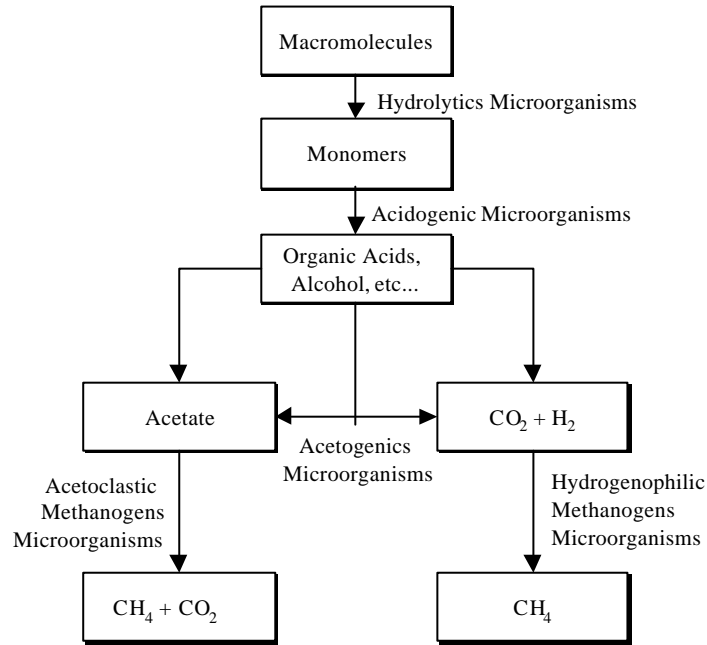 Macromolecules
Hydrolytics Microorganisms
Monomers
Acidogenic Microorganisms
Organic Acids,
Alcohol, etc...
Acetate
CO₂ + H₂
Acetogenics
Microorganisms
Acetoclastic
Methanogens
Microorganisms
Hydrogenophilic
Methanogens
Microorganisms
CH₄ + CO₂
CH₄